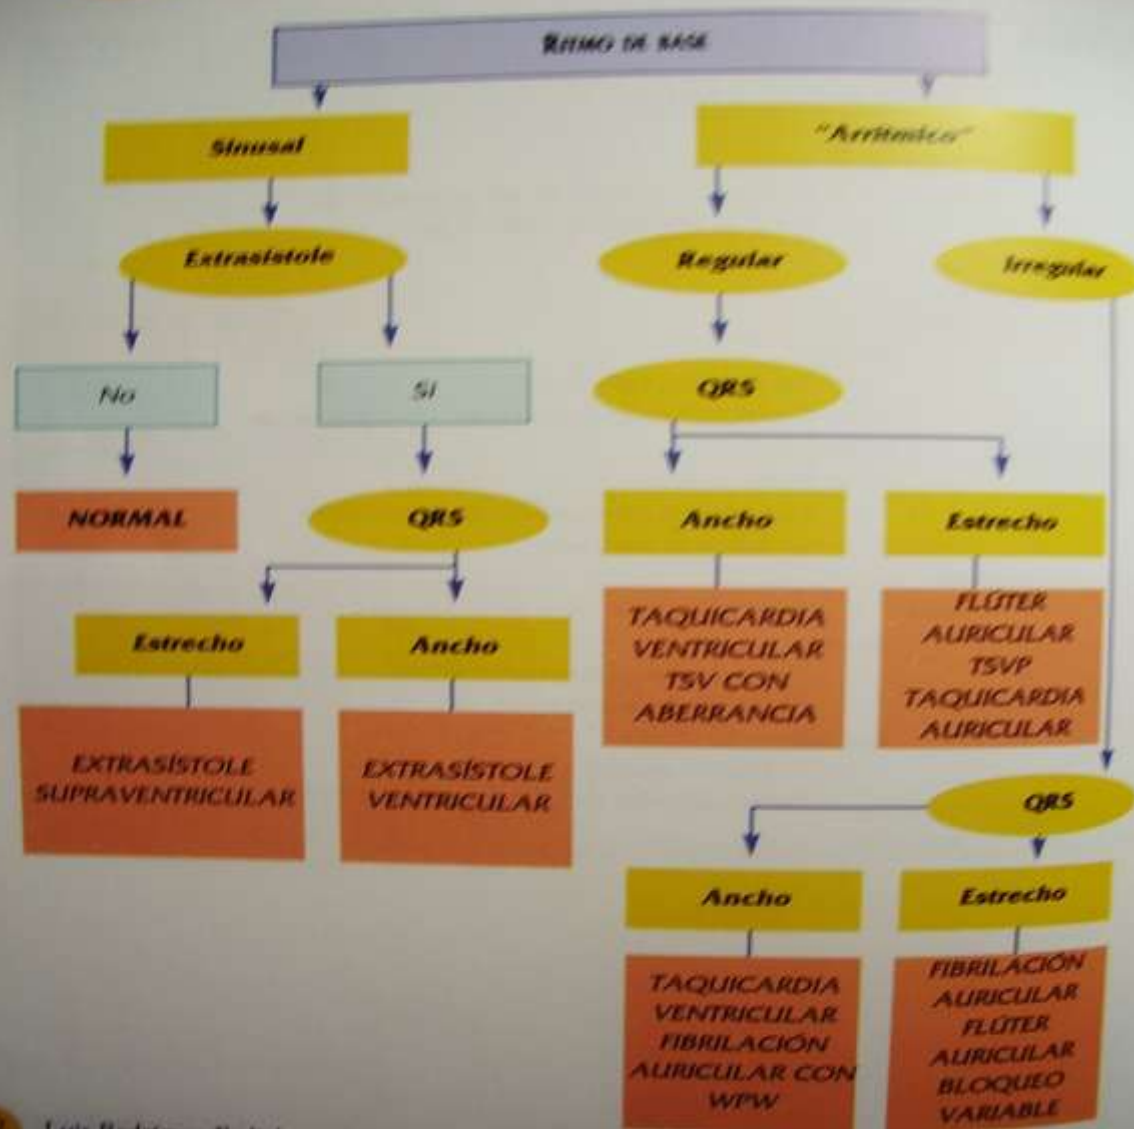 RITMO DE BASE
Sinusal
"Arrítmico"
Extrasístole
Regular
Irregular
No
Sí
QRS
NORMAL
QRS
Ancho
Estrecho
TAQUICARDIA
VENTRICULAR
TSV CON
ABERRANCIA
FLÚTER
AURICULAR
TSVP
TAQUICARDIA
AURICULAR
Estrecho
Ancho
EXTRASÍSTOLE
SUPRAVENTRICULAR
EXTRASÍSTOLE
VENTRICULAR
QRS
Ancho
Estrecho
TAQUICARDIA
VENTRICULAR
FIBRILACIÓN
AURICULAR CON
WPW
FIBRILACIÓN
AURICULAR
FLÚTER
AURICULAR
BLOQUEO
VARIABLE